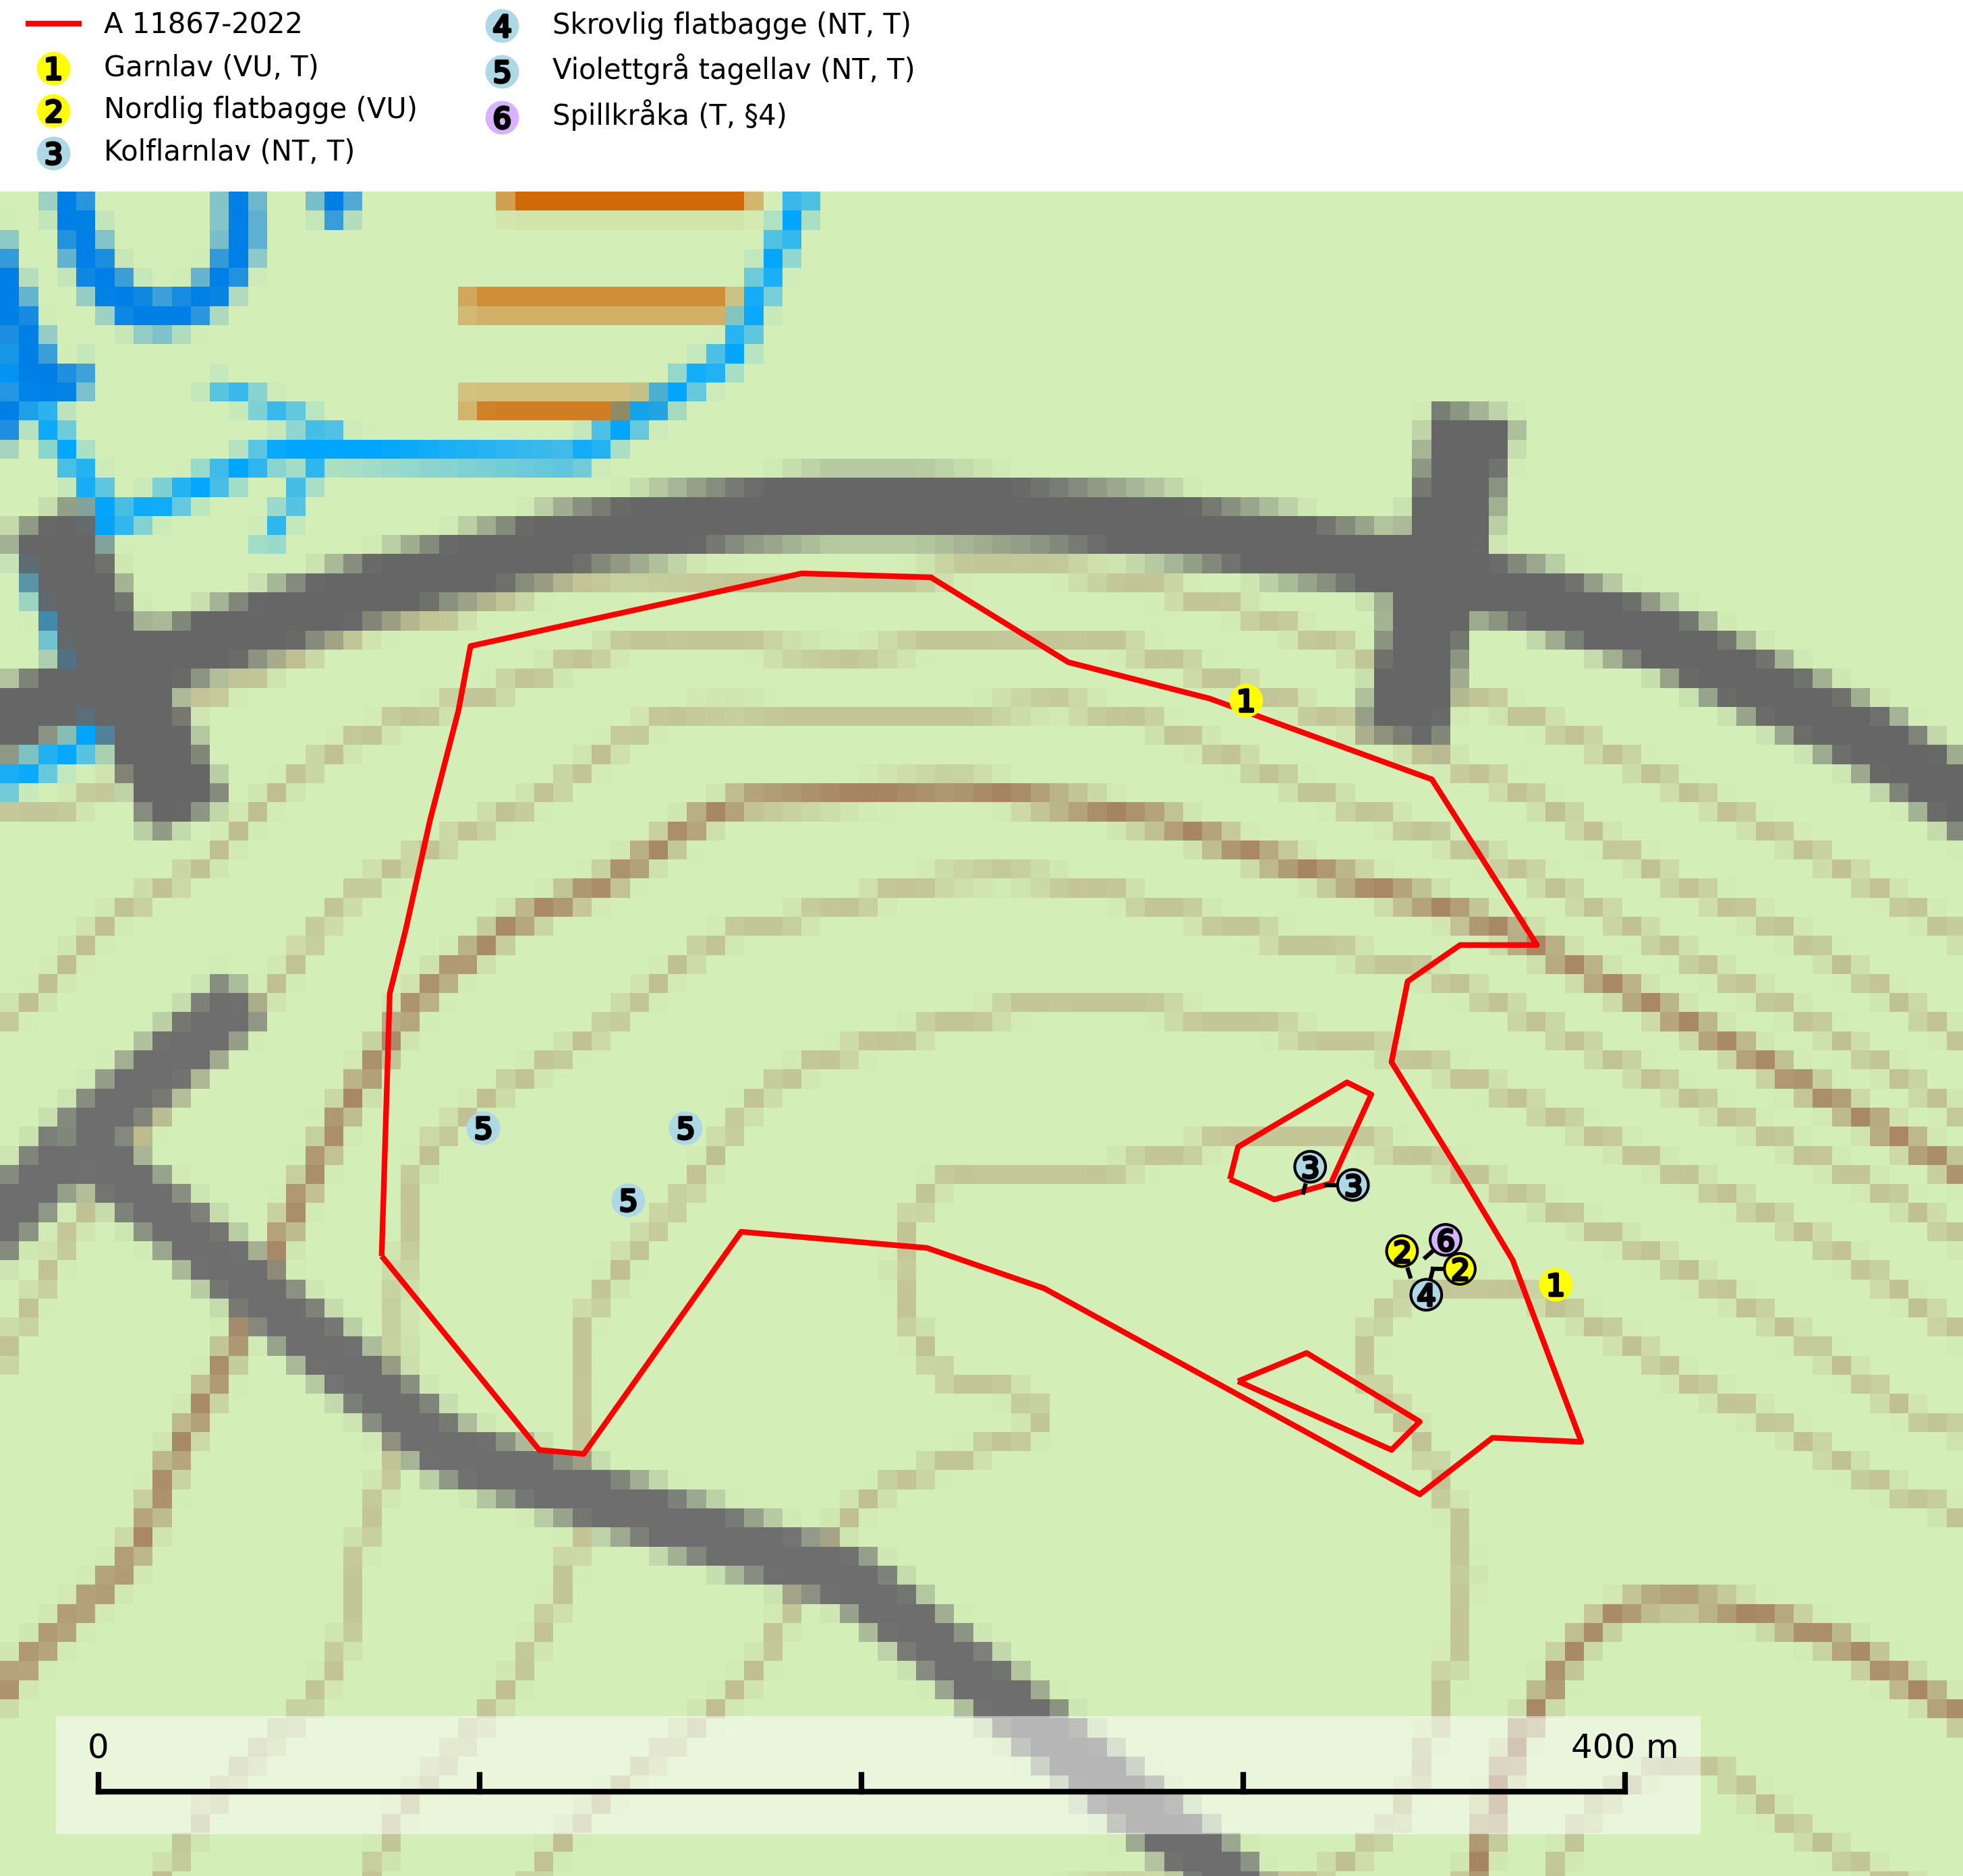 A 11867-2022
1 Garnlav (VU, T)
2 Nordlig flatbagge (VU)
3 Kolflarnlav (NT, T)
4 Skrovlig flatbagge (NT, T)
5 Violettgrå tagellav (NT, T)
6 Spillkråka (T, §4)
1
5
5
3
3
5
6
2
2
1
4
0 400 m